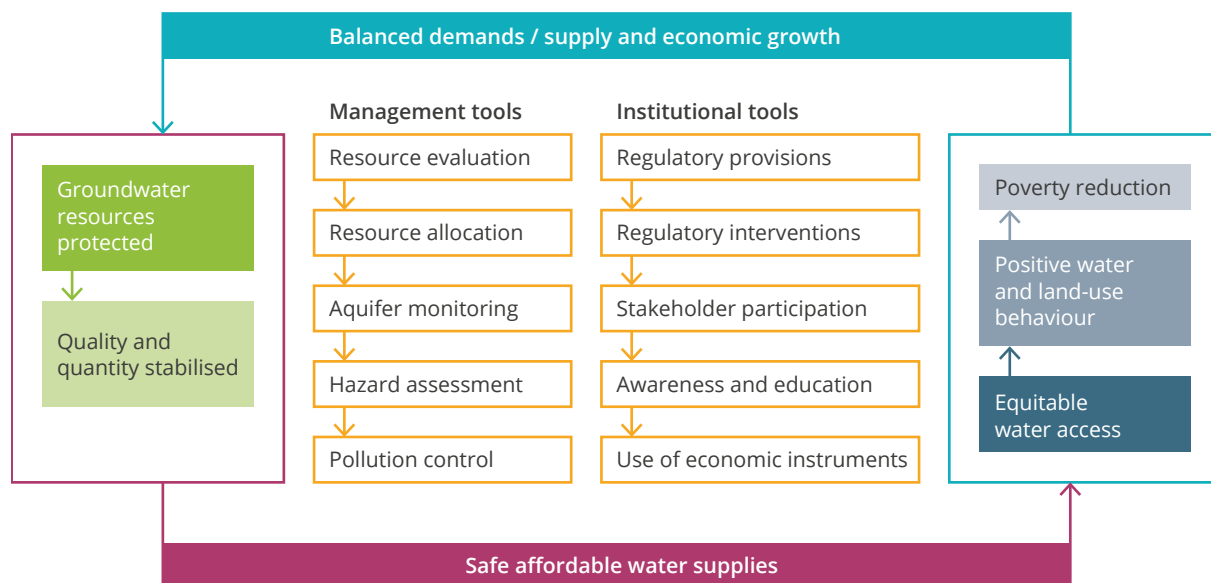 Balanced demands / supply and economic growth
Management tools
Institutional tools
Groundwater
resources
protected
Quality and
quantity stabilised
Resource evaluation
Resource allocation
Aquifer monitoring
Hazard assessment
Pollution control
Regulatory provisions
Regulatory interventions
Stakeholder participation
Awareness and education
Use of economic instruments
Poverty reduction
Positive water
and land-use
behaviour
Equitable
water access
Safe affordable water supplies